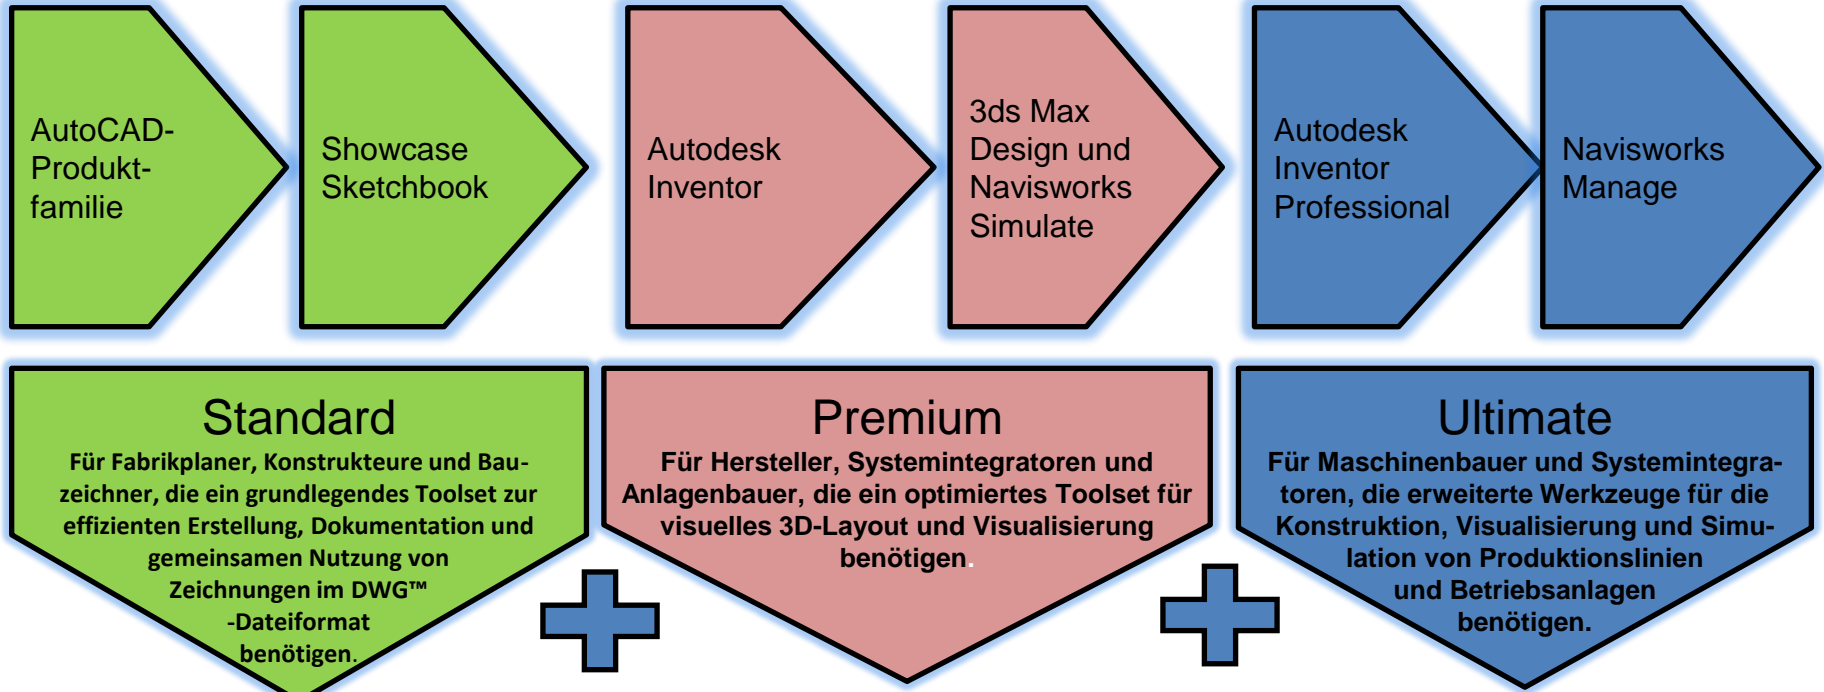 AutoCAD-
Produkt-
familie
Showcase
Sketchbook
Autodesk
Inventor
3ds Max
Design und
Navisworks
Simulate
Autodesk
Inventor
Professional
Navisworks
Manage
Standard
Für Fabrikplaner, Konstrukteure und Bau-
zeichner, die ein grundlegendes Toolset zur
effizienten Erstellung, Dokumentation und
gemeinsamen Nutzung von
Zeichnungen im DWG™
-Dateiformat
benötigen.
Premium
Für Hersteller, Systemintegratoren und
Anlagenbauer, die ein optimiertes Toolset für
visuelles 3D-Layout und Visualisierung
benötigen.
Ultimate
Für Maschinenbauer und Systemintegra-
toren, die erweiterte Werkzeuge für die
Konstruktion, Visualisierung und Simu-
lation von Produktionslinien
und Betriebsanlagen
benötigen.